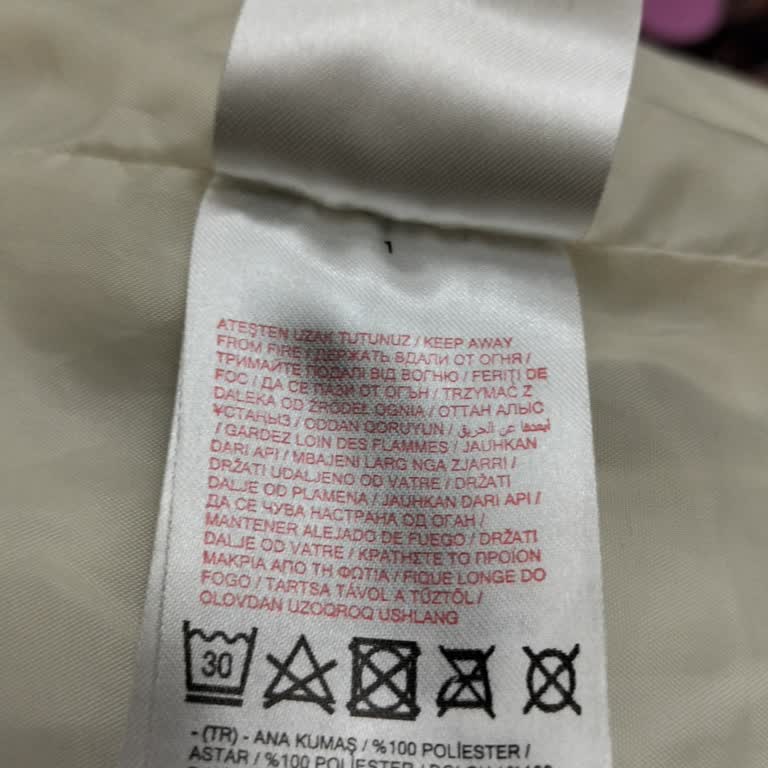 1
ATEŞTEN UZAK TUTUNUZ / KEEP AWAY
FROM FIRE / ДЕРЖАТЬ ВДАЛИ ОТ ОГНЯ /
ТРИМАЙТЕ ПОДАЛІ ВІД ВОГНЮ / FERIȚI DE
FOC / ДА СЕ ПАЗИ ОТ ОГЪН / TRZYMAĆ Z
DALEKA OD ŹRÓDEŁ OGNIA / ОТТАН АЛЫС
ҰСТАҢЫЗ / ODDAN QORUYUN / أبعدها عن الحريق
/ GARDEZ LOIN DES FLAMMES / JAUHKAN
DARI API / MBAJENI LARG NGA ZJARRI /
DRŽATI UDALJENO OD VATRE / DRŽATI
DALJE OD PLAMENA / JAUHKAN DARI API /
ДА СЕ ЧУВА НАСТРАНА ОД ОГАН /
MANTENER ALEJADO DE FUEGO / DRŽATI
DALJE OD VATRE / ΚΡΑΤΗΣΤΕ ΤΟ ΠΡΟΪΟΝ
ΜΑΚΡΙΑ ΑΠΟ ΤΗ ΦΩΤΙΑ / FIQUE LONGE DO
FOGO / TARTSA TÁVOL A TŰZTŐL /
OLOVDAN UZOQROQ USHLANG
30
- (TR) - ANA KUMAŞ / %100 POLİESTER /
ASTAR / %100 POLİESTER /